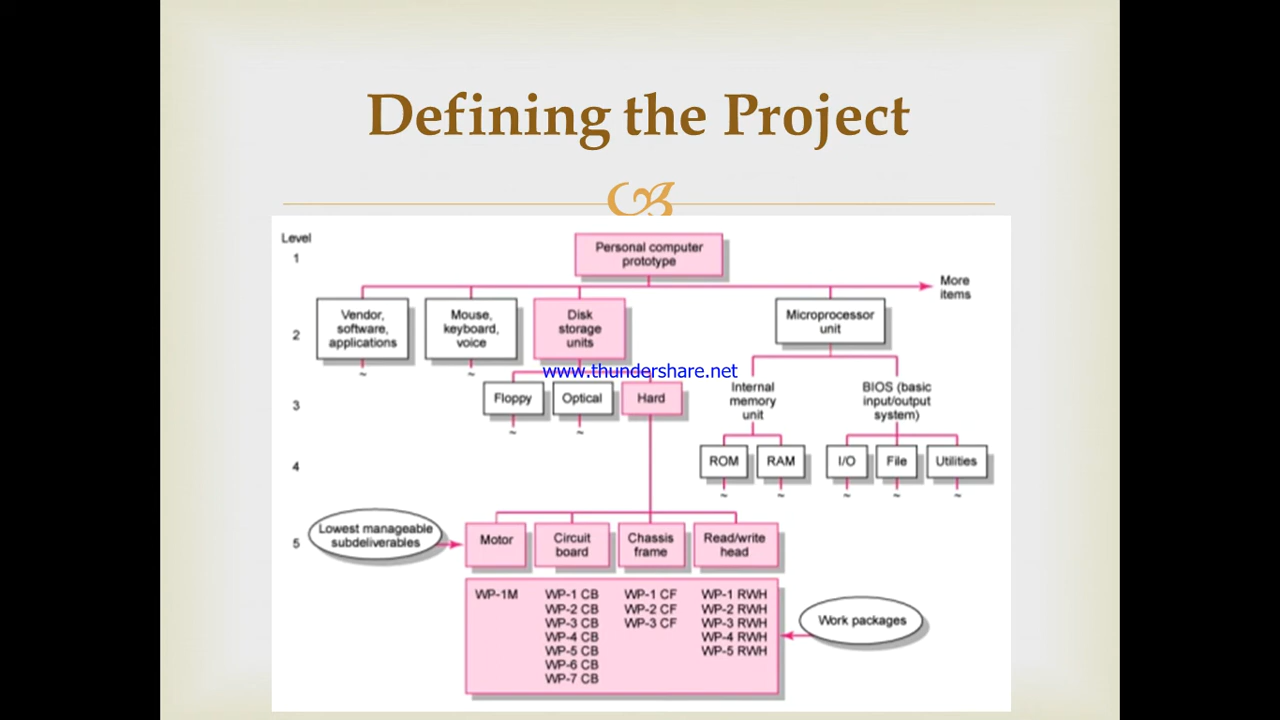 Defining the Project
Level
1
Personal computer
prototype
More
items
2
Vendor,
software,
applications
Mouse,
keyboard,
voice
Disk
storage
units
Microprocessor
unit
~
~
www.thundershare.net
3
Floppy
Optical
Hard
Internal
memory
unit
BIOS (basic
input/output
system)
~
~
4
ROM
RAM
I/O
File
Utilities
~
~
~
~
~
Lowest manageable
subdeliverables
5
Motor
Circuit
board
Chassis
frame
Read/write
head
WP-1M
WP-1 CB
WP-2 CB
WP-3 CB
WP-4 CB
WP-5 CB
WP-6 CB
WP-7 CB
WP-1 CF
WP-2 CF
WP-3 CF
WP-1 RWH
WP-2 RWH
WP-3 RWH
WP-4 RWH
WP-5 RWH
Work packages